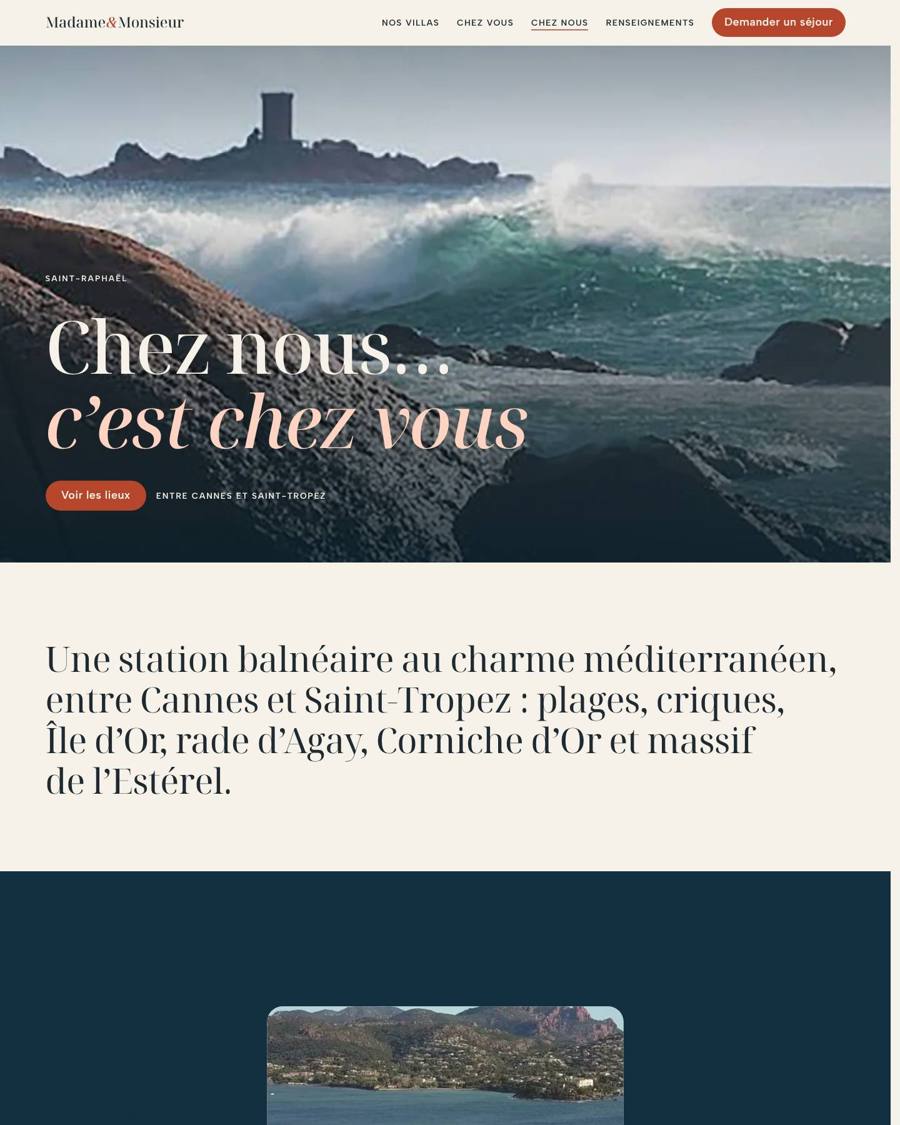 Madame&Monsieur
NOS VILLAS
CHEZ VOUS
CHEZ NOUS
RENSEIGNEMENTS
Demander un séjour
SAINT-RAPHAËL
Chez nous…
c’est chez vous
Voir les lieux
ENTRE CANNES ET SAINT-TROPEZ
Une station balnéaire au charme méditerranéen,
entre Cannes et Saint-Tropez : plages, criques,
Île d’Or, rade d’Agay, Corniche d’Or et massif
de l’Estérel.